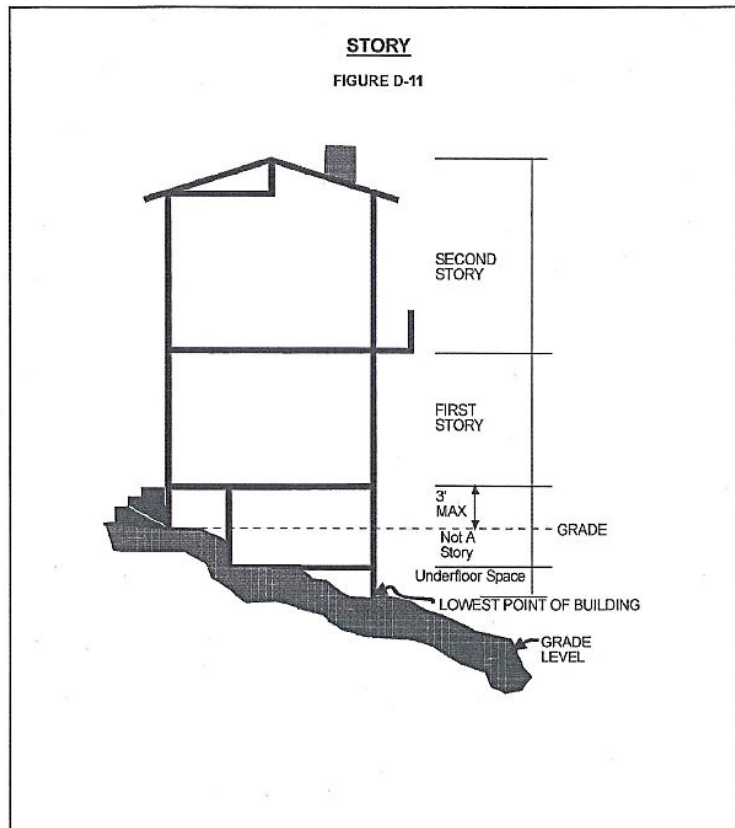 STORY
FIGURE D-11
SECOND
STORY
FIRST
STORY
3'
MAX
GRADE
Not A
Story
Underfloor Space
LOWEST POINT OF BUILDING
GRADE
LEVEL